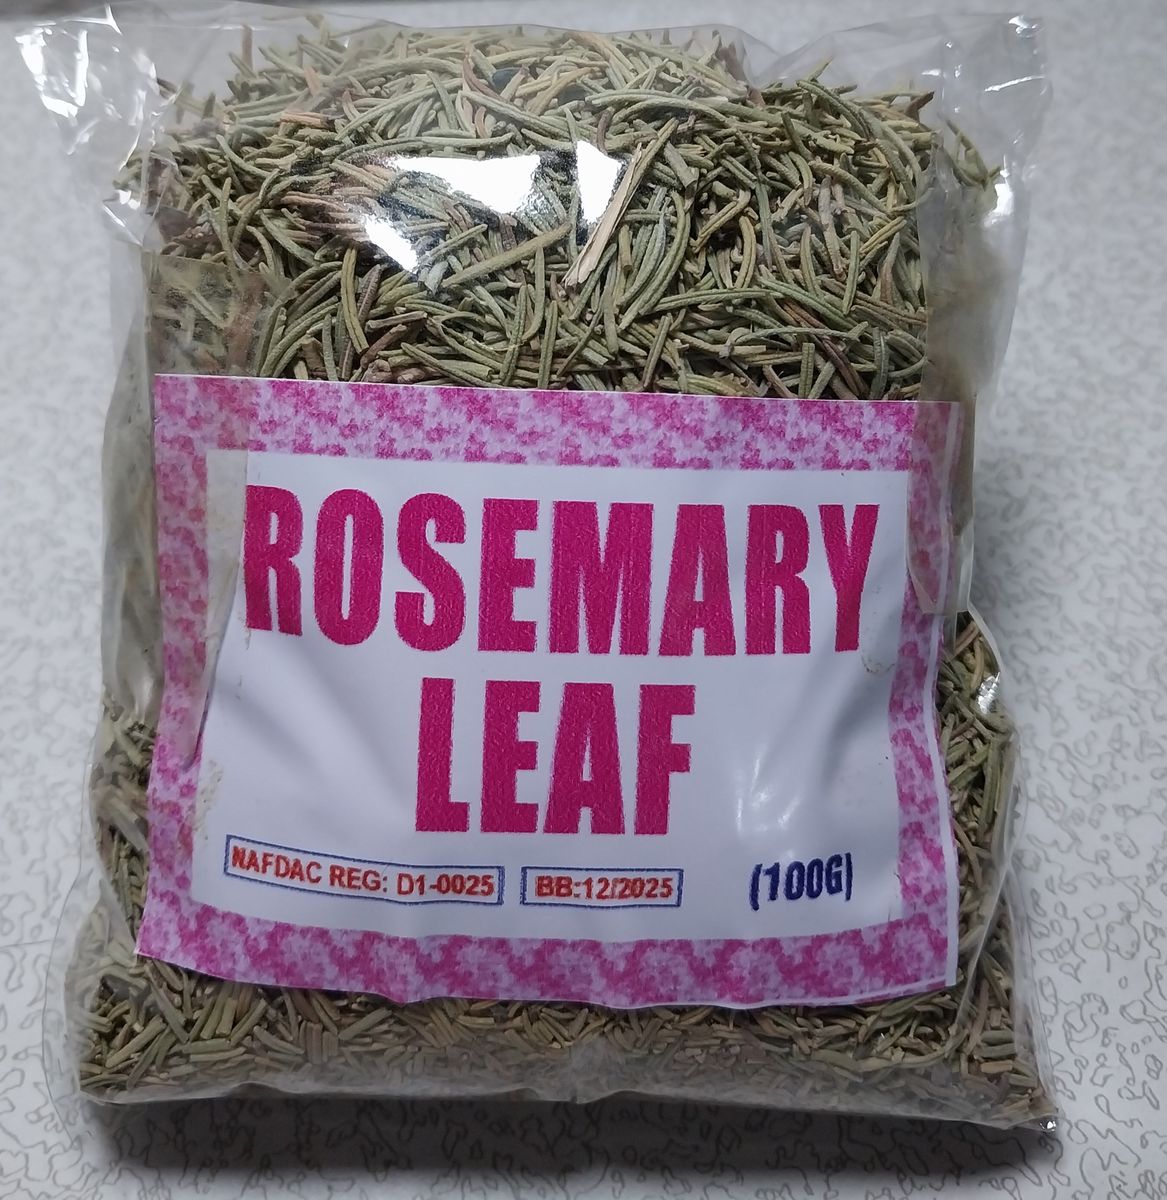 ROSEMARY
LEAF
NAFDAC REG: D1-0025 BB:12/2025 (100G)